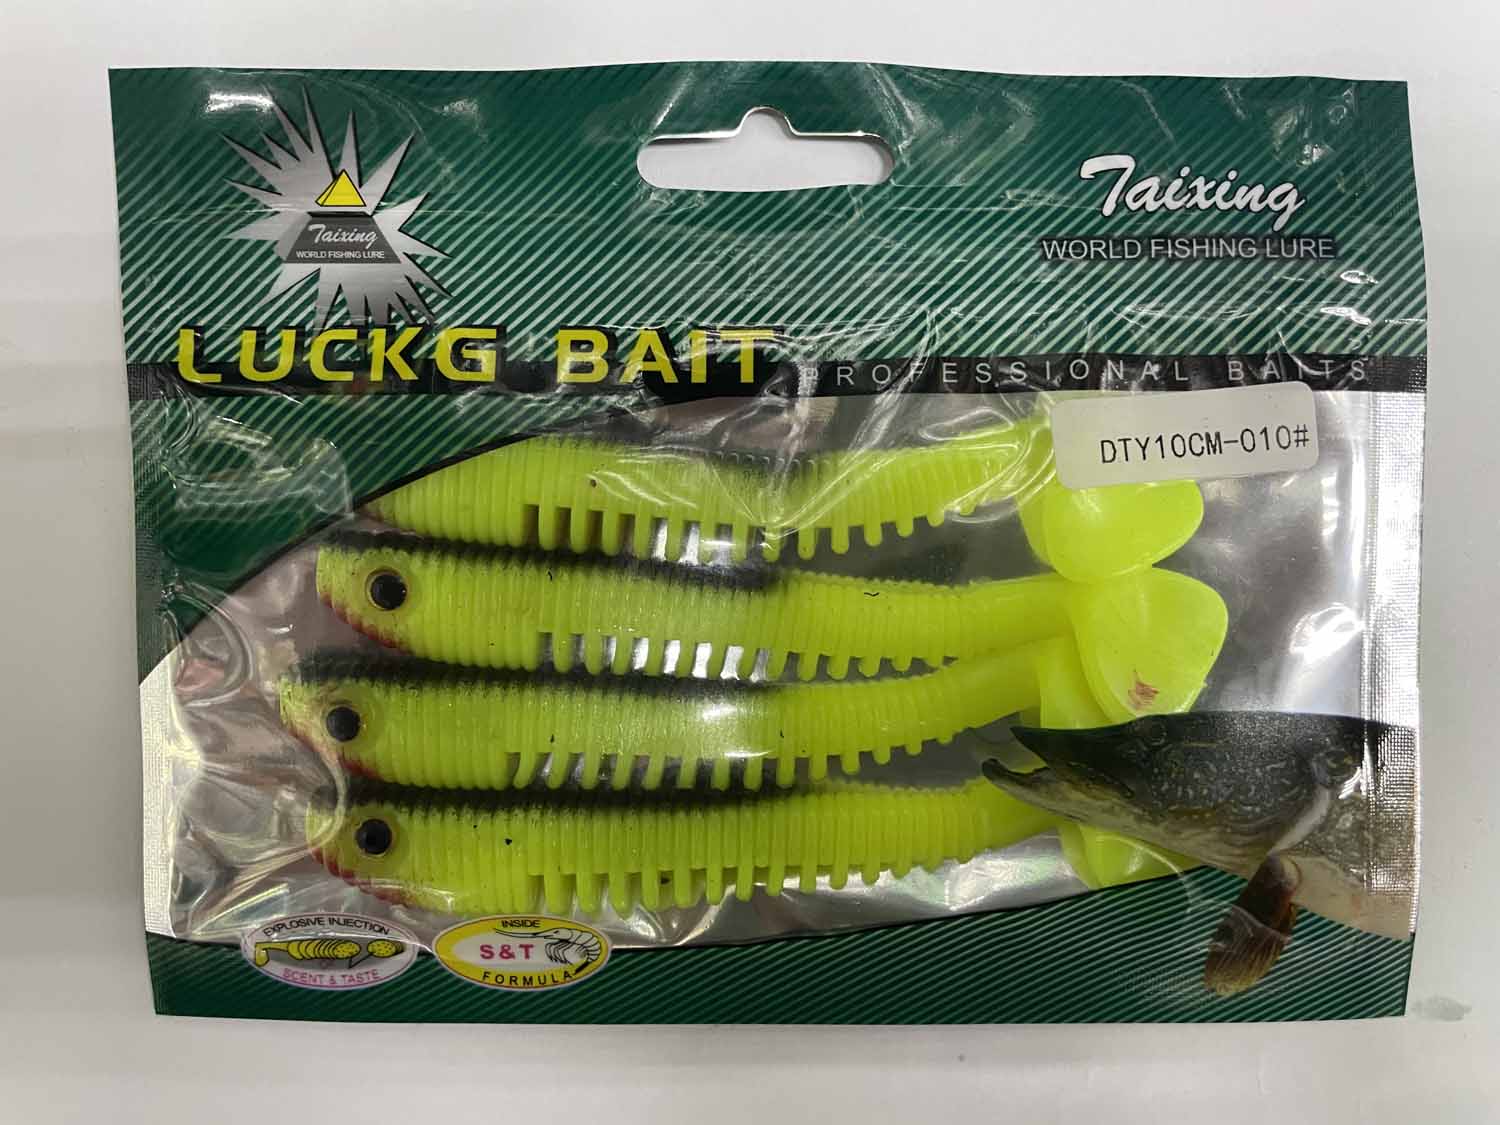 Taixing
WORLD FISHING LURE
Taixing
WORLD FISHING LURE
LUCKG BAIT
PROFESSIONAL BAITS
DTY10CM-010#
EXPLOSIVE INJECTION
SCENT & TASTE
INSIDE
S&T
FORMULA